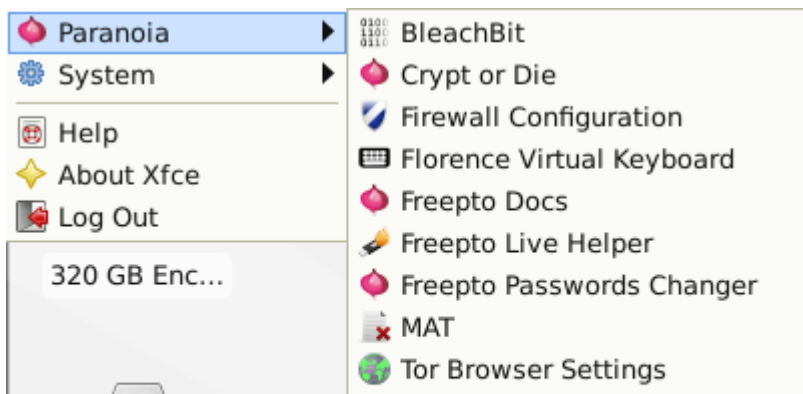 Paranoia
System
Help
About Xfce
Log Out
320 GB Enc...
BleachBit
Crypt or Die
Firewall Configuration
Florence Virtual Keyboard
Freepto Docs
Freepto Live Helper
Freepto Passwords Changer
MAT
Tor Browser Settings